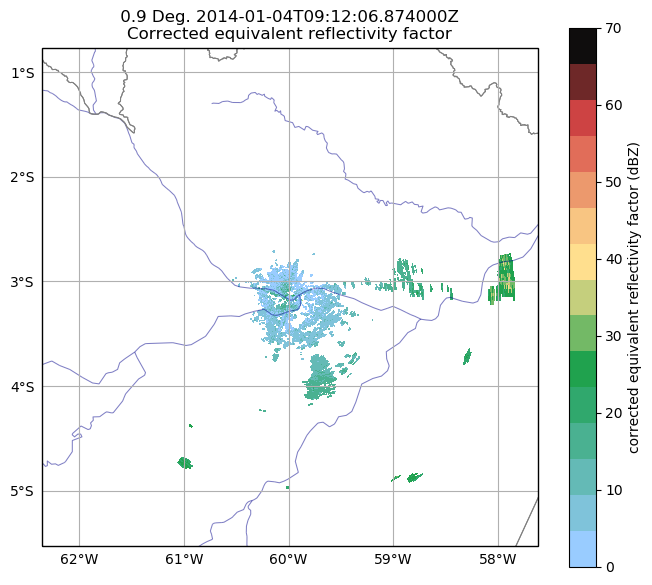 0.9 Deg. 2014-01-04T09:12:06.874000Z
Corrected equivalent reflectivity factor
1°S
2°S
3°S
4°S
5°S
62°W
61°W
60°W
59°W
58°W
70
60
50
40
30
20
10
0
corrected equivalent reflectivity factor (dBZ)